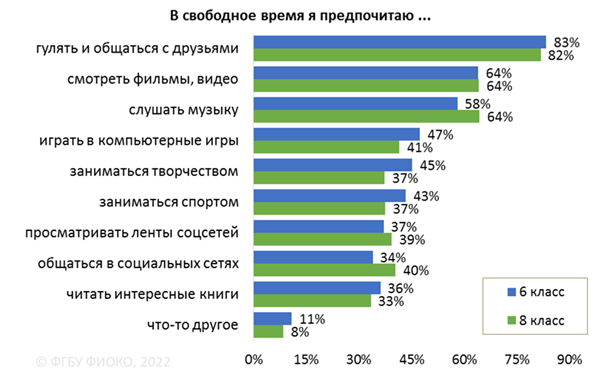 В свободное время я предпочитаю ...
гулять и общаться с друзьями 83%
82%
смотреть фильмы, видео 64%
64%
слушать музыку 58%
64%
играть в компьютерные игры 47%
41%
заниматься творчеством 45%
37%
заниматься спортом 43%
37%
просматривать ленты соцсетей 37%
39%
общаться в социальных сетях 34%
40%
читать интересные книги 36%
33%
что-то другое 11%
8%
6 класс
8 класс
0% 15% 30% 45% 60% 75% 90%
© ФГБУ ФИОКО, 2022